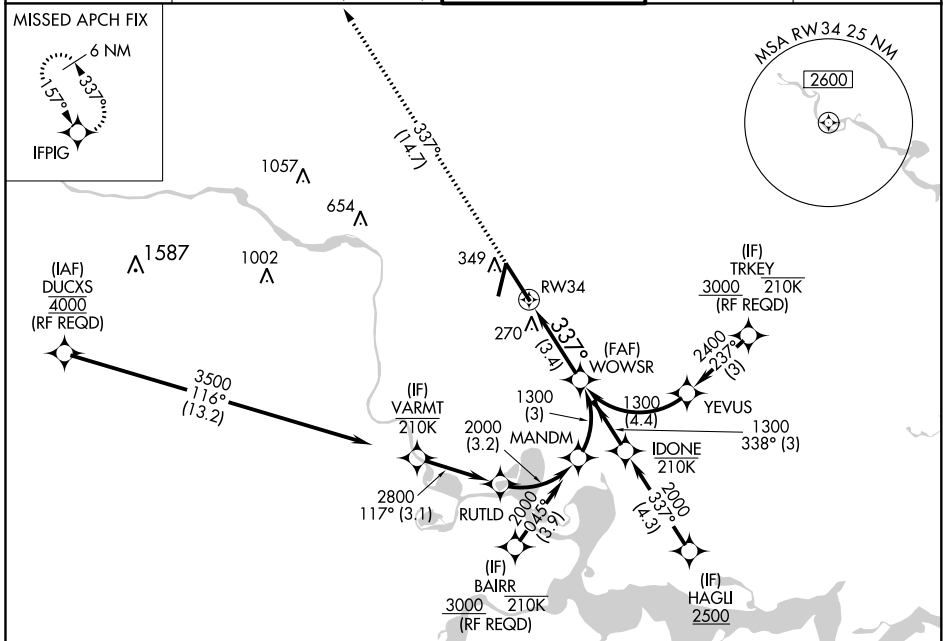 MISSED APCH FIX
6 NM
157°
337°
IFPIG
MSA RW34 25 NM
2600
337°
(14.7)
1057
654
1587
1002
349
RW34
270
(IAF)
DUCXS
4000
(RF REQD)
(IF)
TRKEY
3000 210K
(RF REQD)
337°
(3.4)
(FAF)
WOWSR
2400
237°
(3)
YEVUS
3500
116°
(13.2)
(IF)
VARMT
210K
1300
(3)
1300
(4.4)
2000
(3.2)
MANDM
IDONE
210K
1300
338° (3)
2800
117° (3.1)
RUTLD
2000
045°
(3.9)
2000
337°
(4.3)
(IF)
BAIRR
3000 210K
(RF REQD)
(IF)
HAGLI
2500